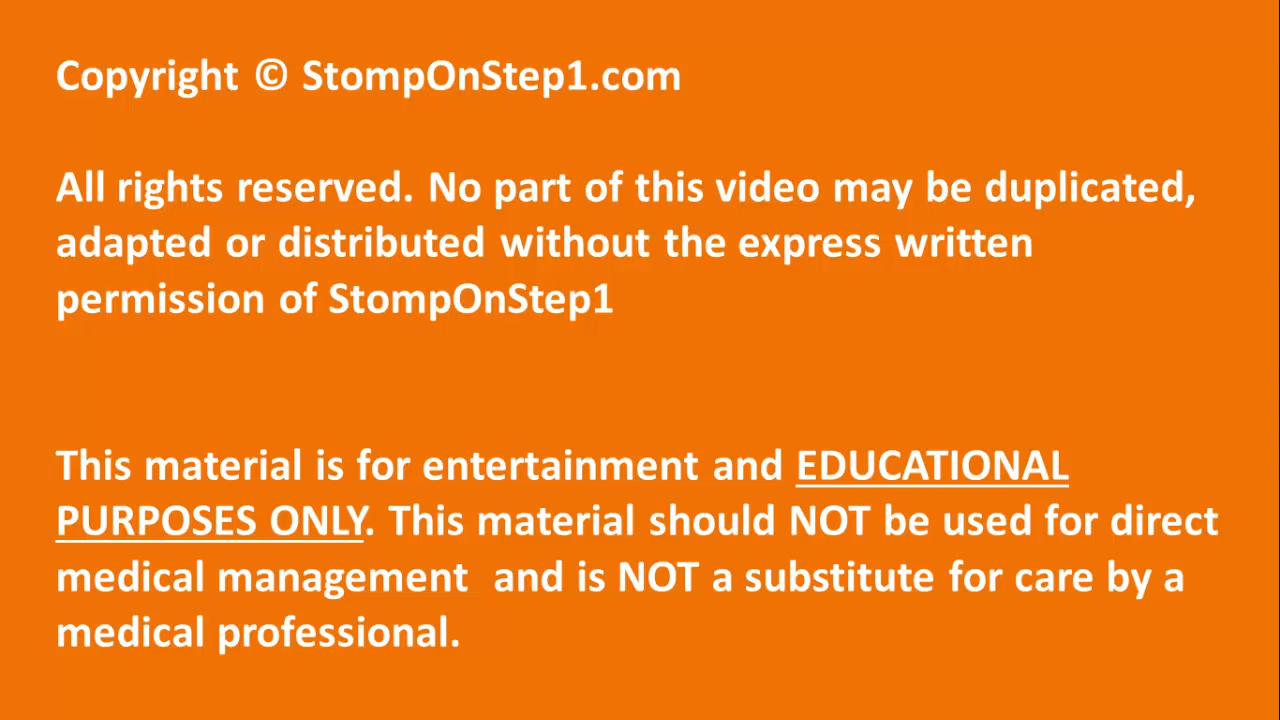 Copyright © StompOnStep1.com
All rights reserved. No part of this video may be duplicated,
adapted or distributed without the express written
permission of StompOnStep1
This material is for entertainment and EDUCATIONAL
PURPOSES ONLY. This material should NOT be used for direct
medical management  and is NOT a substitute for care by a
medical professional.